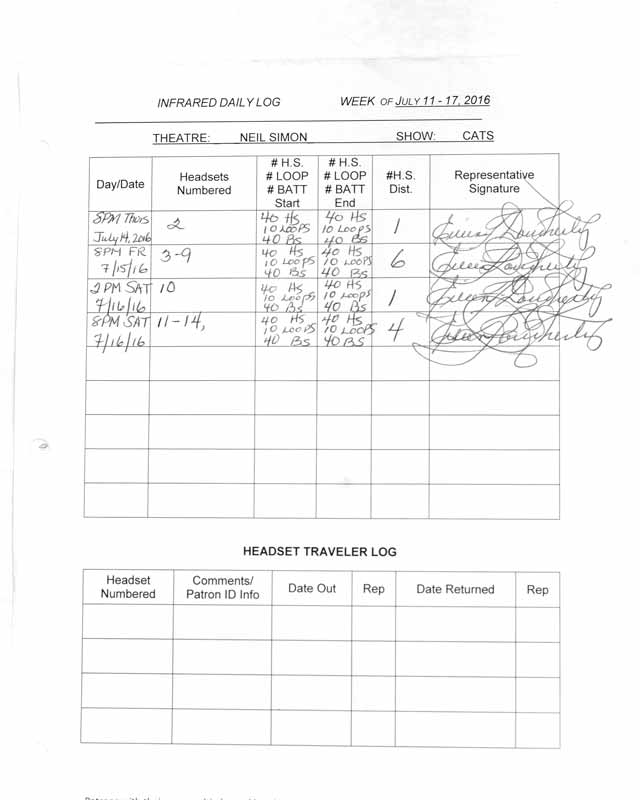 INFRARED DAILY LOG WEEK OF JULY 11 - 17, 2016
THEATRE: NEIL SIMON SHOW: CATS
Day/Date Headsets Numbered # H.S. # LOOP # BATT Start # H.S. # LOOP # BATT End #H.S. Dist. Representative Signature
8PM THURS 2 40 HS 40 HS 1 Eileen Dougherty
July 14, 2016 10 LOOPS 10 LOOPS
40 BS 40 BS
8PM FR 3-9 40 HS 40 HS 6 Eileen Dougherty
7/15/16 10 LOOPS 10 LOOPS
40 BS 40 BS
2PM SAT 10 40 HS 40 HS 1 Eileen Dougherty
7/16/16 10 LOOPS 10 LOOPS
40 BS 40 BS
8PM SAT 11-14, 40 HS 40 HS 4 Eileen Dougherty
7/16/16 10 LOOPS 10 LOOPS
40 BS 40 BS
HEADSET TRAVELER LOG
Headset Numbered Comments/ Patron ID Info Date Out Rep Date Returned Rep